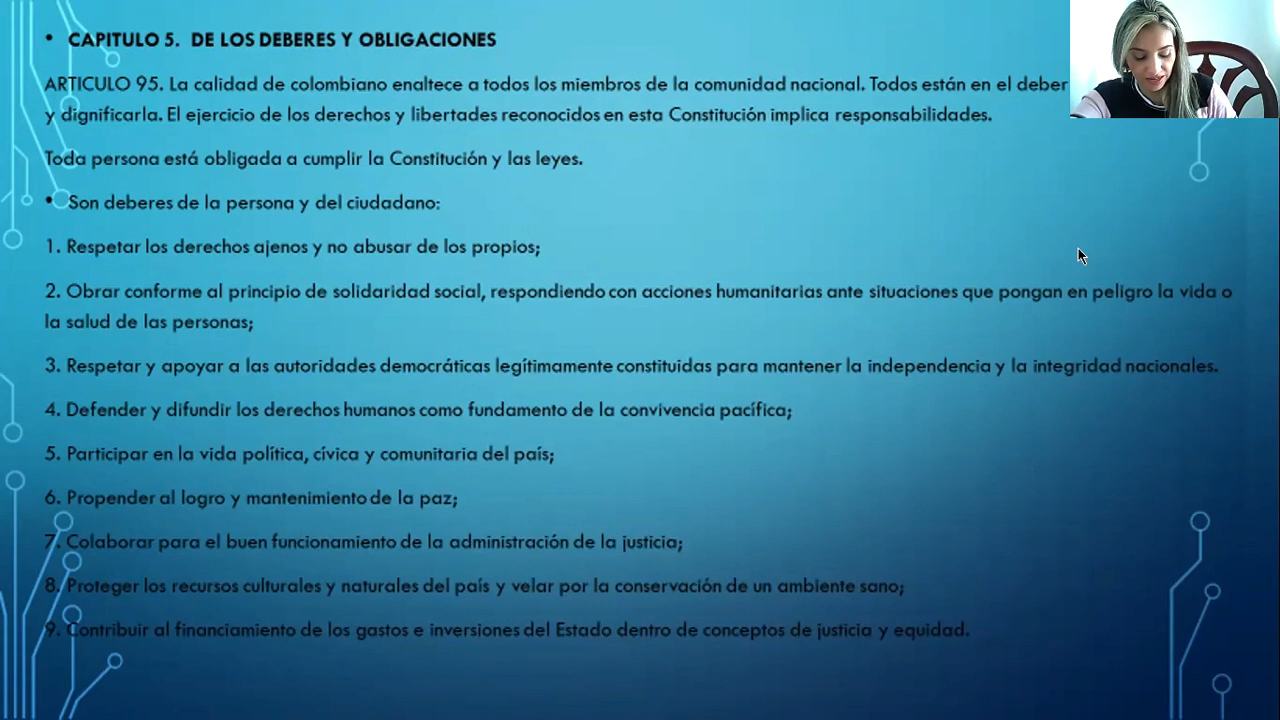 • CAPITULO 5. DE LOS DEBERES Y OBLIGACIONES
ARTICULO 95. La calidad de colombiano enaltece a todos los miembros de la comunidad nacional. Todos están en el deber
y dignificarla. El ejercicio de los derechos y libertades reconocidos en esta Constitución implica responsabilidades.
Toda persona está obligada a cumplir la Constitución y las leyes.
• Son deberes de la persona y del ciudadano:
1. Respetar los derechos ajenos y no abusar de los propios;
2. Obrar conforme al principio de solidaridad social, respondiendo con acciones humanitarias ante situaciones que pongan en peligro la vida o
la salud de las personas;
3. Respetar y apoyar a las autoridades democráticas legítimamente constituidas para mantener la independencia y la integridad nacionales.
4. Defender y difundir los derechos humanos como fundamento de la convivencia pacífica;
5. Participar en la vida política, cívica y comunitaria del país;
6. Propender al logro y mantenimiento de la paz;
7. Colaborar para el buen funcionamiento de la administración de la justicia;
8. Proteger los recursos culturales y naturales del país y velar por la conservación de un ambiente sano;
9. Contribuir al financiamiento de los gastos e inversiones del Estado dentro de conceptos de justicia y equidad.